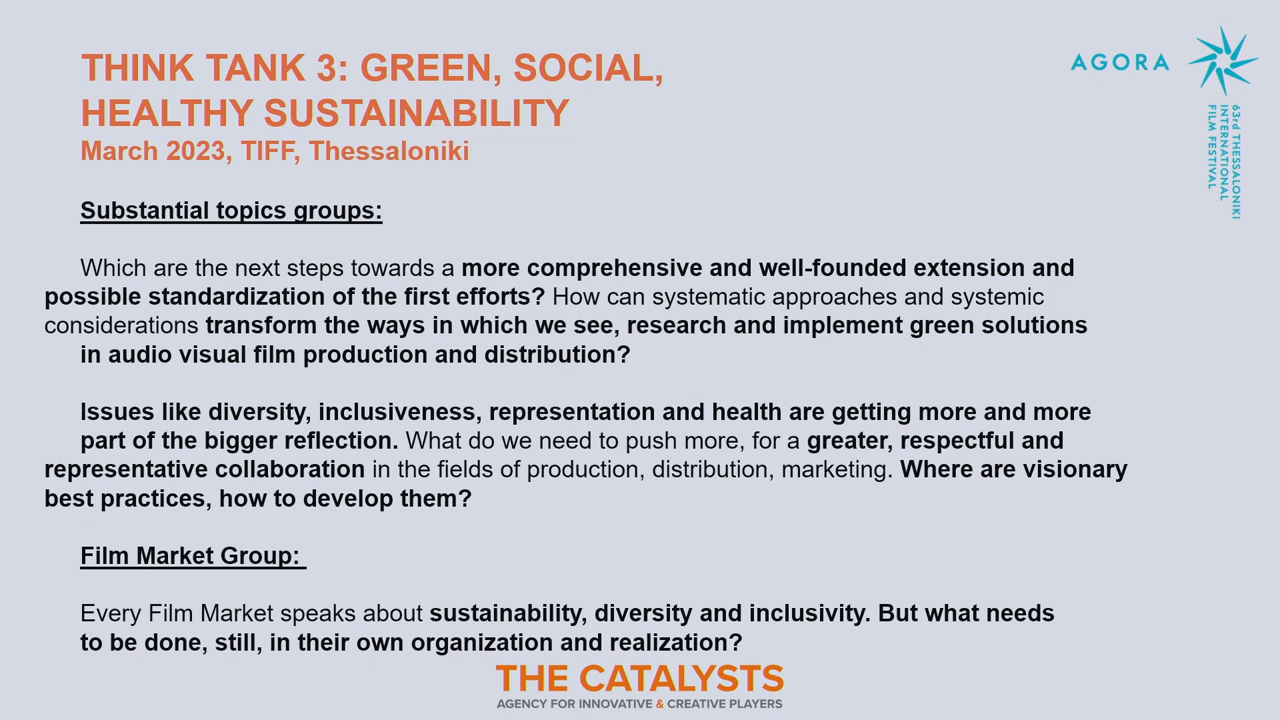 THINK TANK 3: GREEN, SOCIAL,
HEALTHY SUSTAINABILITY
March 2023, TIFF, Thessaloniki
AGORA
63rd THESSALONIKI
INTERNATIONAL
FILM FESTIVAL
Substantial topics groups:
Which are the next steps towards a more comprehensive and well-founded extension and
possible standardization of the first efforts? How can systematic approaches and systemic
considerations transform the ways in which we see, research and implement green solutions
in audio visual film production and distribution?
Issues like diversity, inclusiveness, representation and health are getting more and more
part of the bigger reflection. What do we need to push more, for a greater, respectful and
representative collaboration in the fields of production, distribution, marketing. Where are visionary
best practices, how to develop them?
Film Market Group:
Every Film Market speaks about sustainability, diversity and inclusivity. But what needs
to be done, still, in their own organization and realization?
THE CATALYSTS
AGENCY FOR INNOVATIVE & CREATIVE PLAYERS